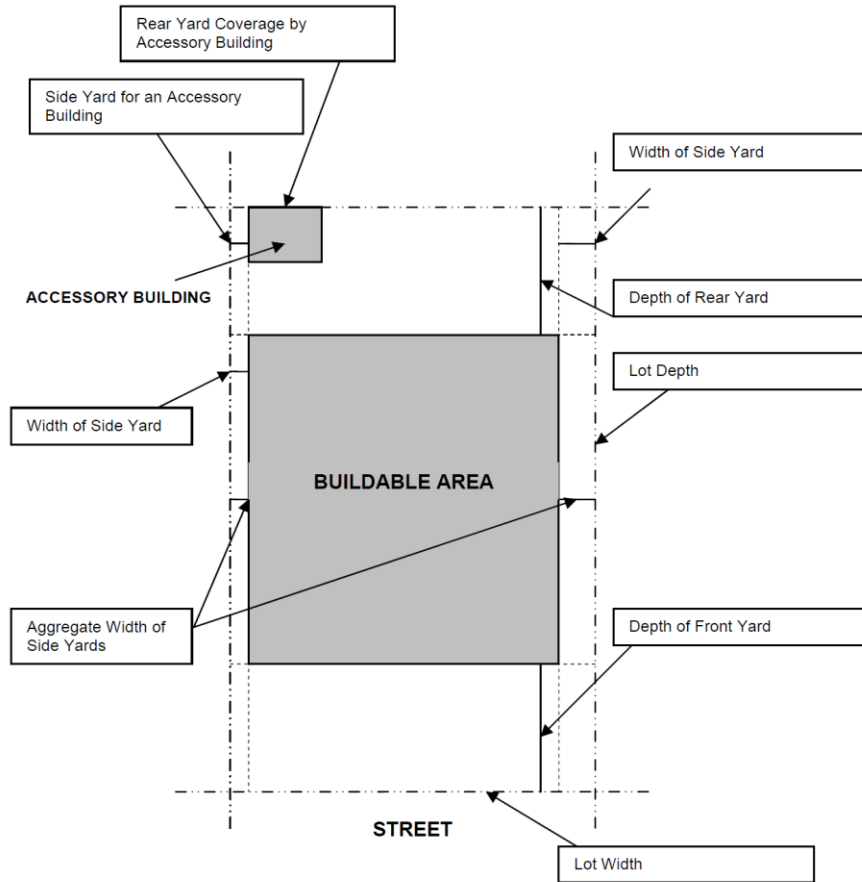 Rear Yard Coverage by
Accessory Building
Side Yard for an Accessory
Building
Width of Side Yard
ACCESSORY BUILDING
Depth of Rear Yard
Lot Depth
Width of Side Yard
BUILDABLE AREA
Aggregate Width of
Side Yards
Depth of Front Yard
STREET
Lot Width